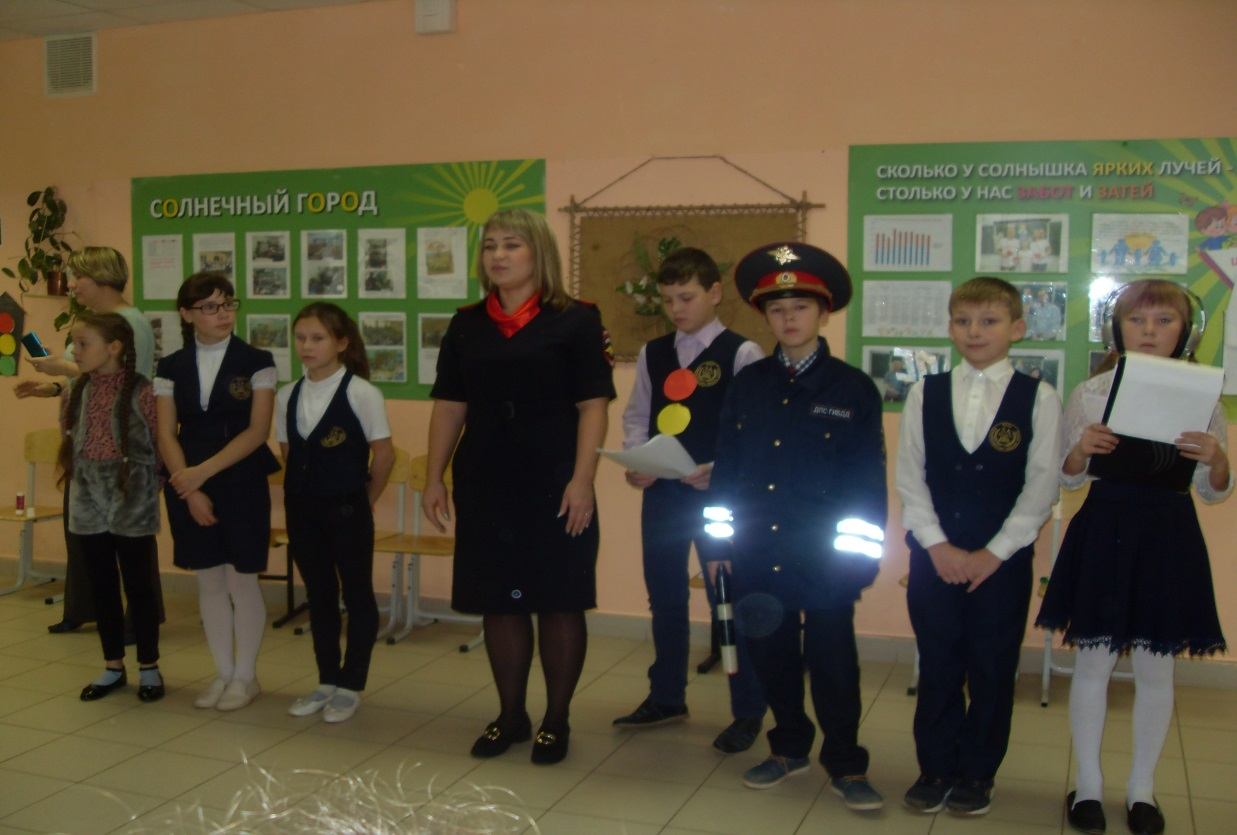 СОЛНЕЧНЫЙ ГОРОД
СКОЛЬКО У СОЛНЫШКА ЯРКИХ ЛУЧЕЙ -
СТОЛЬКО У НАС ЗАБОТ И ЗАТЕЙ
ДПС ГИБДД